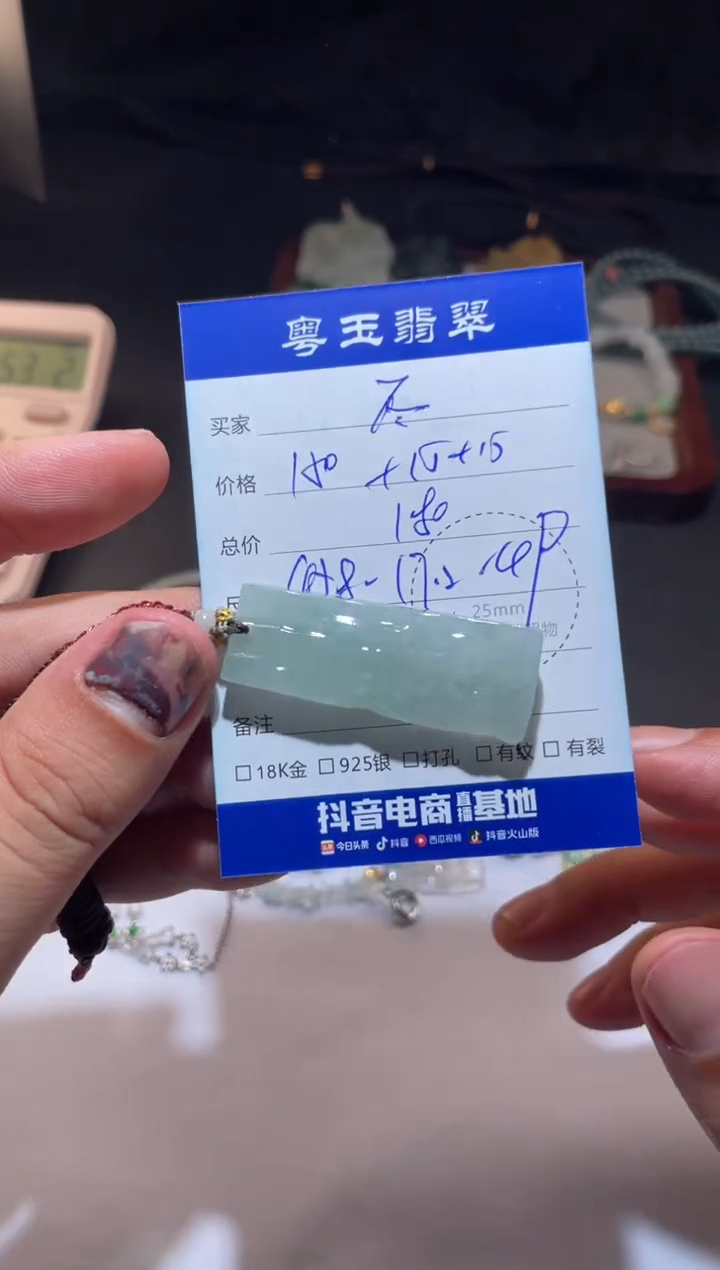 粤玉翡翠
买家
价格 180 +15+15
总价 180
25mm
备注
□18K金 □925银 □打孔 □有纹 □有裂
抖音电商直播基地
今日头条 抖音 西瓜视频 抖音火山版